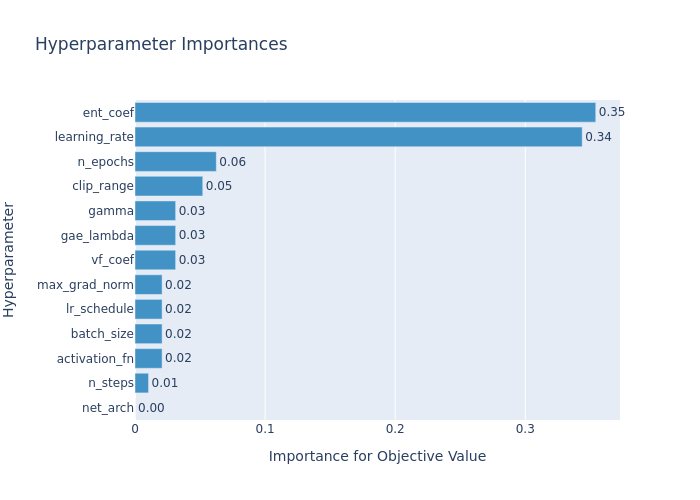 Hyperparameter Importances
Hyperparameter
ent_coef 0.35
learning_rate 0.34
n_epochs 0.06
clip_range 0.05
gamma 0.03
gae_lambda 0.03
vf_coef 0.03
max_grad_norm 0.02
lr_schedule 0.02
batch_size 0.02
activation_fn 0.02
n_steps 0.01
net_arch 0.00
0 0.1 0.2 0.3
Importance for Objective Value